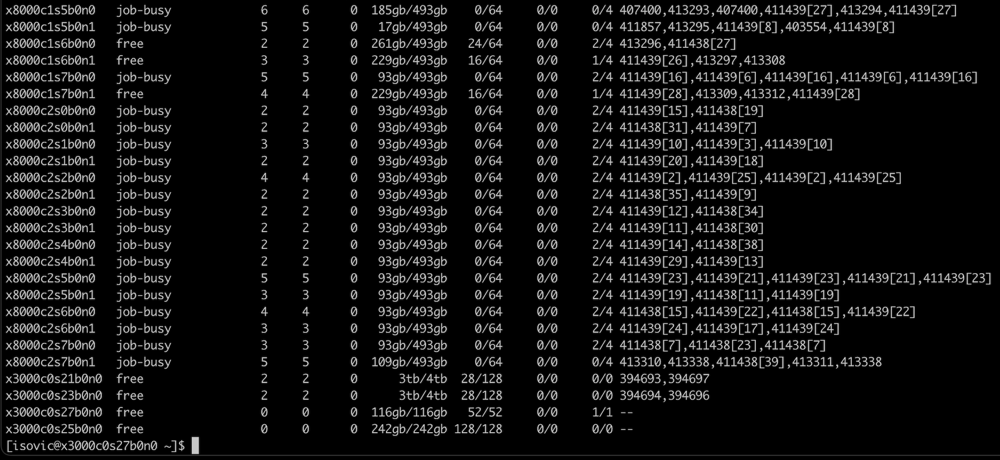 x8000c1s5b0n0 job-busy 6 6 0 185gb/493gb 0/64 0/0 0/4 407400,413293,407400,411439[27],413294,411439[27]
x8000c1s5b0n1 job-busy 5 5 0 17gb/493gb 0/64 0/0 0/4 411857,413295,411439[8],403554,411439[8]
x8000c1s6b0n0 free 2 2 0 261gb/493gb 24/64 0/0 2/4 413296,411438[27]
x8000c1s6b0n1 free 3 3 0 229gb/493gb 16/64 0/0 1/4 411439[26],413297,413308
x8000c1s7b0n0 job-busy 5 5 0 93gb/493gb 0/64 0/0 2/4 411439[16],411439[6],411439[16],411439[6],411439[16]
x8000c1s7b0n1 free 4 4 0 229gb/493gb 16/64 0/0 1/4 411439[28],413309,413312,411439[28]
x8000c2s0b0n0 job-busy 2 2 0 93gb/493gb 0/64 0/0 2/4 411439[15],411438[19]
x8000c2s0b0n1 job-busy 2 2 0 93gb/493gb 0/64 0/0 2/4 411438[31],411439[7]
x8000c2s1b0n0 job-busy 3 3 0 93gb/493gb 0/64 0/0 2/4 411439[10],411439[3],411439[10]
x8000c2s1b0n1 job-busy 2 2 0 93gb/493gb 0/64 0/0 2/4 411439[20],411439[18]
x8000c2s2b0n0 job-busy 4 4 0 93gb/493gb 0/64 0/0 2/4 411439[2],411439[25],411439[2],411439[25]
x8000c2s2b0n1 job-busy 2 2 0 93gb/493gb 0/64 0/0 2/4 411438[35],411439[9]
x8000c2s3b0n0 job-busy 2 2 0 93gb/493gb 0/64 0/0 2/4 411439[12],411438[34]
x8000c2s3b0n1 job-busy 2 2 0 93gb/493gb 0/64 0/0 2/4 411439[11],411438[30]
x8000c2s4b0n0 job-busy 2 2 0 93gb/493gb 0/64 0/0 2/4 411439[14],411438[38]
x8000c2s4b0n1 job-busy 2 2 0 93gb/493gb 0/64 0/0 2/4 411439[29],411439[13]
x8000c2s5b0n0 job-busy 5 5 0 93gb/493gb 0/64 0/0 2/4 411439[23],411439[21],411439[23],411439[21],411439[23]
x8000c2s5b0n1 job-busy 3 3 0 93gb/493gb 0/64 0/0 2/4 411439[19],411438[11],411439[19]
x8000c2s6b0n0 job-busy 4 4 0 93gb/493gb 0/64 0/0 2/4 411438[15],411439[22],411438[15],411439[22]
x8000c2s6b0n1 job-busy 3 3 0 93gb/493gb 0/64 0/0 2/4 411439[24],411439[17],411439[24]
x8000c2s7b0n0 job-busy 3 3 0 93gb/493gb 0/64 0/0 2/4 411438[7],411438[23],411438[7]
x8000c2s7b0n1 job-busy 5 5 0 109gb/493gb 0/64 0/0 0/4 413310,413338,411438[39],413311,413338
x3000c0s21b0n0 free 2 2 0 3tb/4tb 28/128 0/0 0/0 394693,394697
x3000c0s23b0n0 free 2 2 0 3tb/4tb 28/128 0/0 0/0 394694,394696
x3000c0s27b0n0 free 0 0 0 116gb/116gb 52/52 0/0 1/1 --
x3000c0s25b0n0 free 0 0 0 242gb/242gb 128/128 0/0 0/0 --
[isovic@x3000c0s27b0n0 ~]$